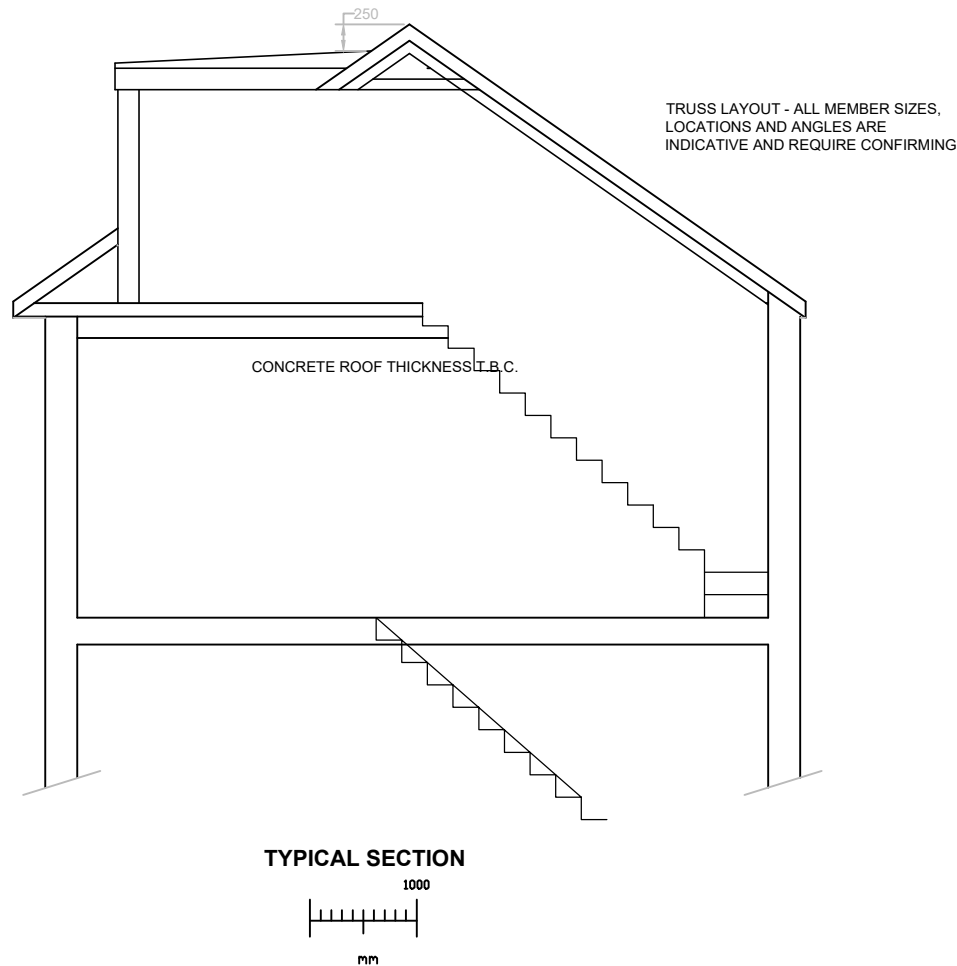 250
TRUSS LAYOUT - ALL MEMBER SIZES,
LOCATIONS AND ANGLES ARE
INDICATIVE AND REQUIRE CONFIRMING
CONCRETE ROOF THICKNESS T.B.C.
TYPICAL SECTION
1000
mm